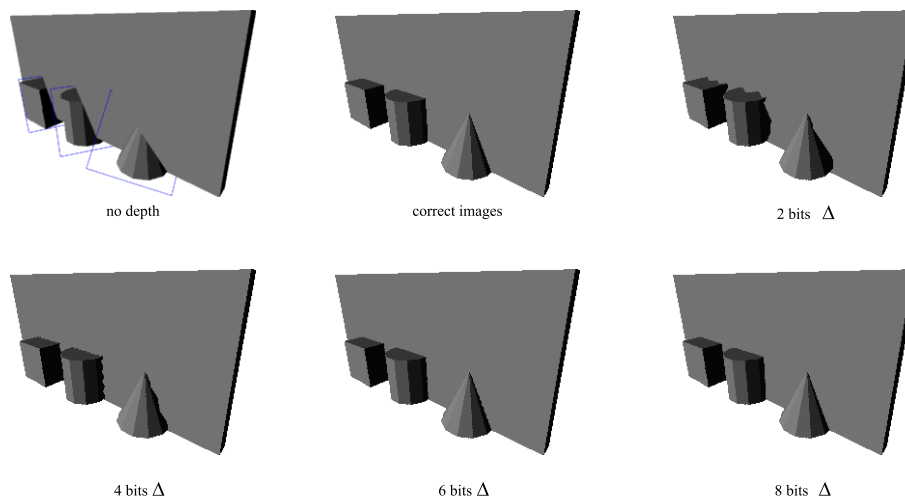 no depth
correct images
2 bits Δ
4 bits Δ
6 bits Δ
8 bits Δ